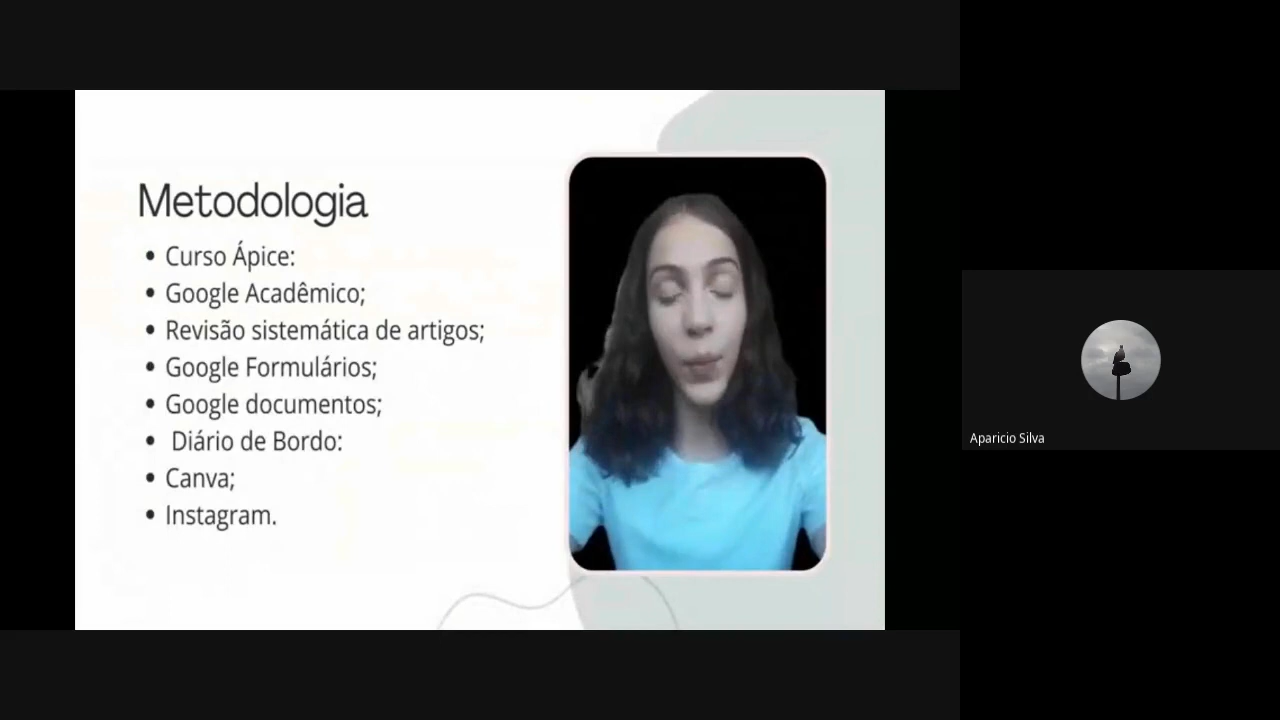 Metodologia
• Curso Ápice:
• Google Acadêmico;
• Revisão sistemática de artigos;
• Google Formulários;
• Google documentos;
• Diário de Bordo:
• Canva;
• Instagram.
Aparicio Silva